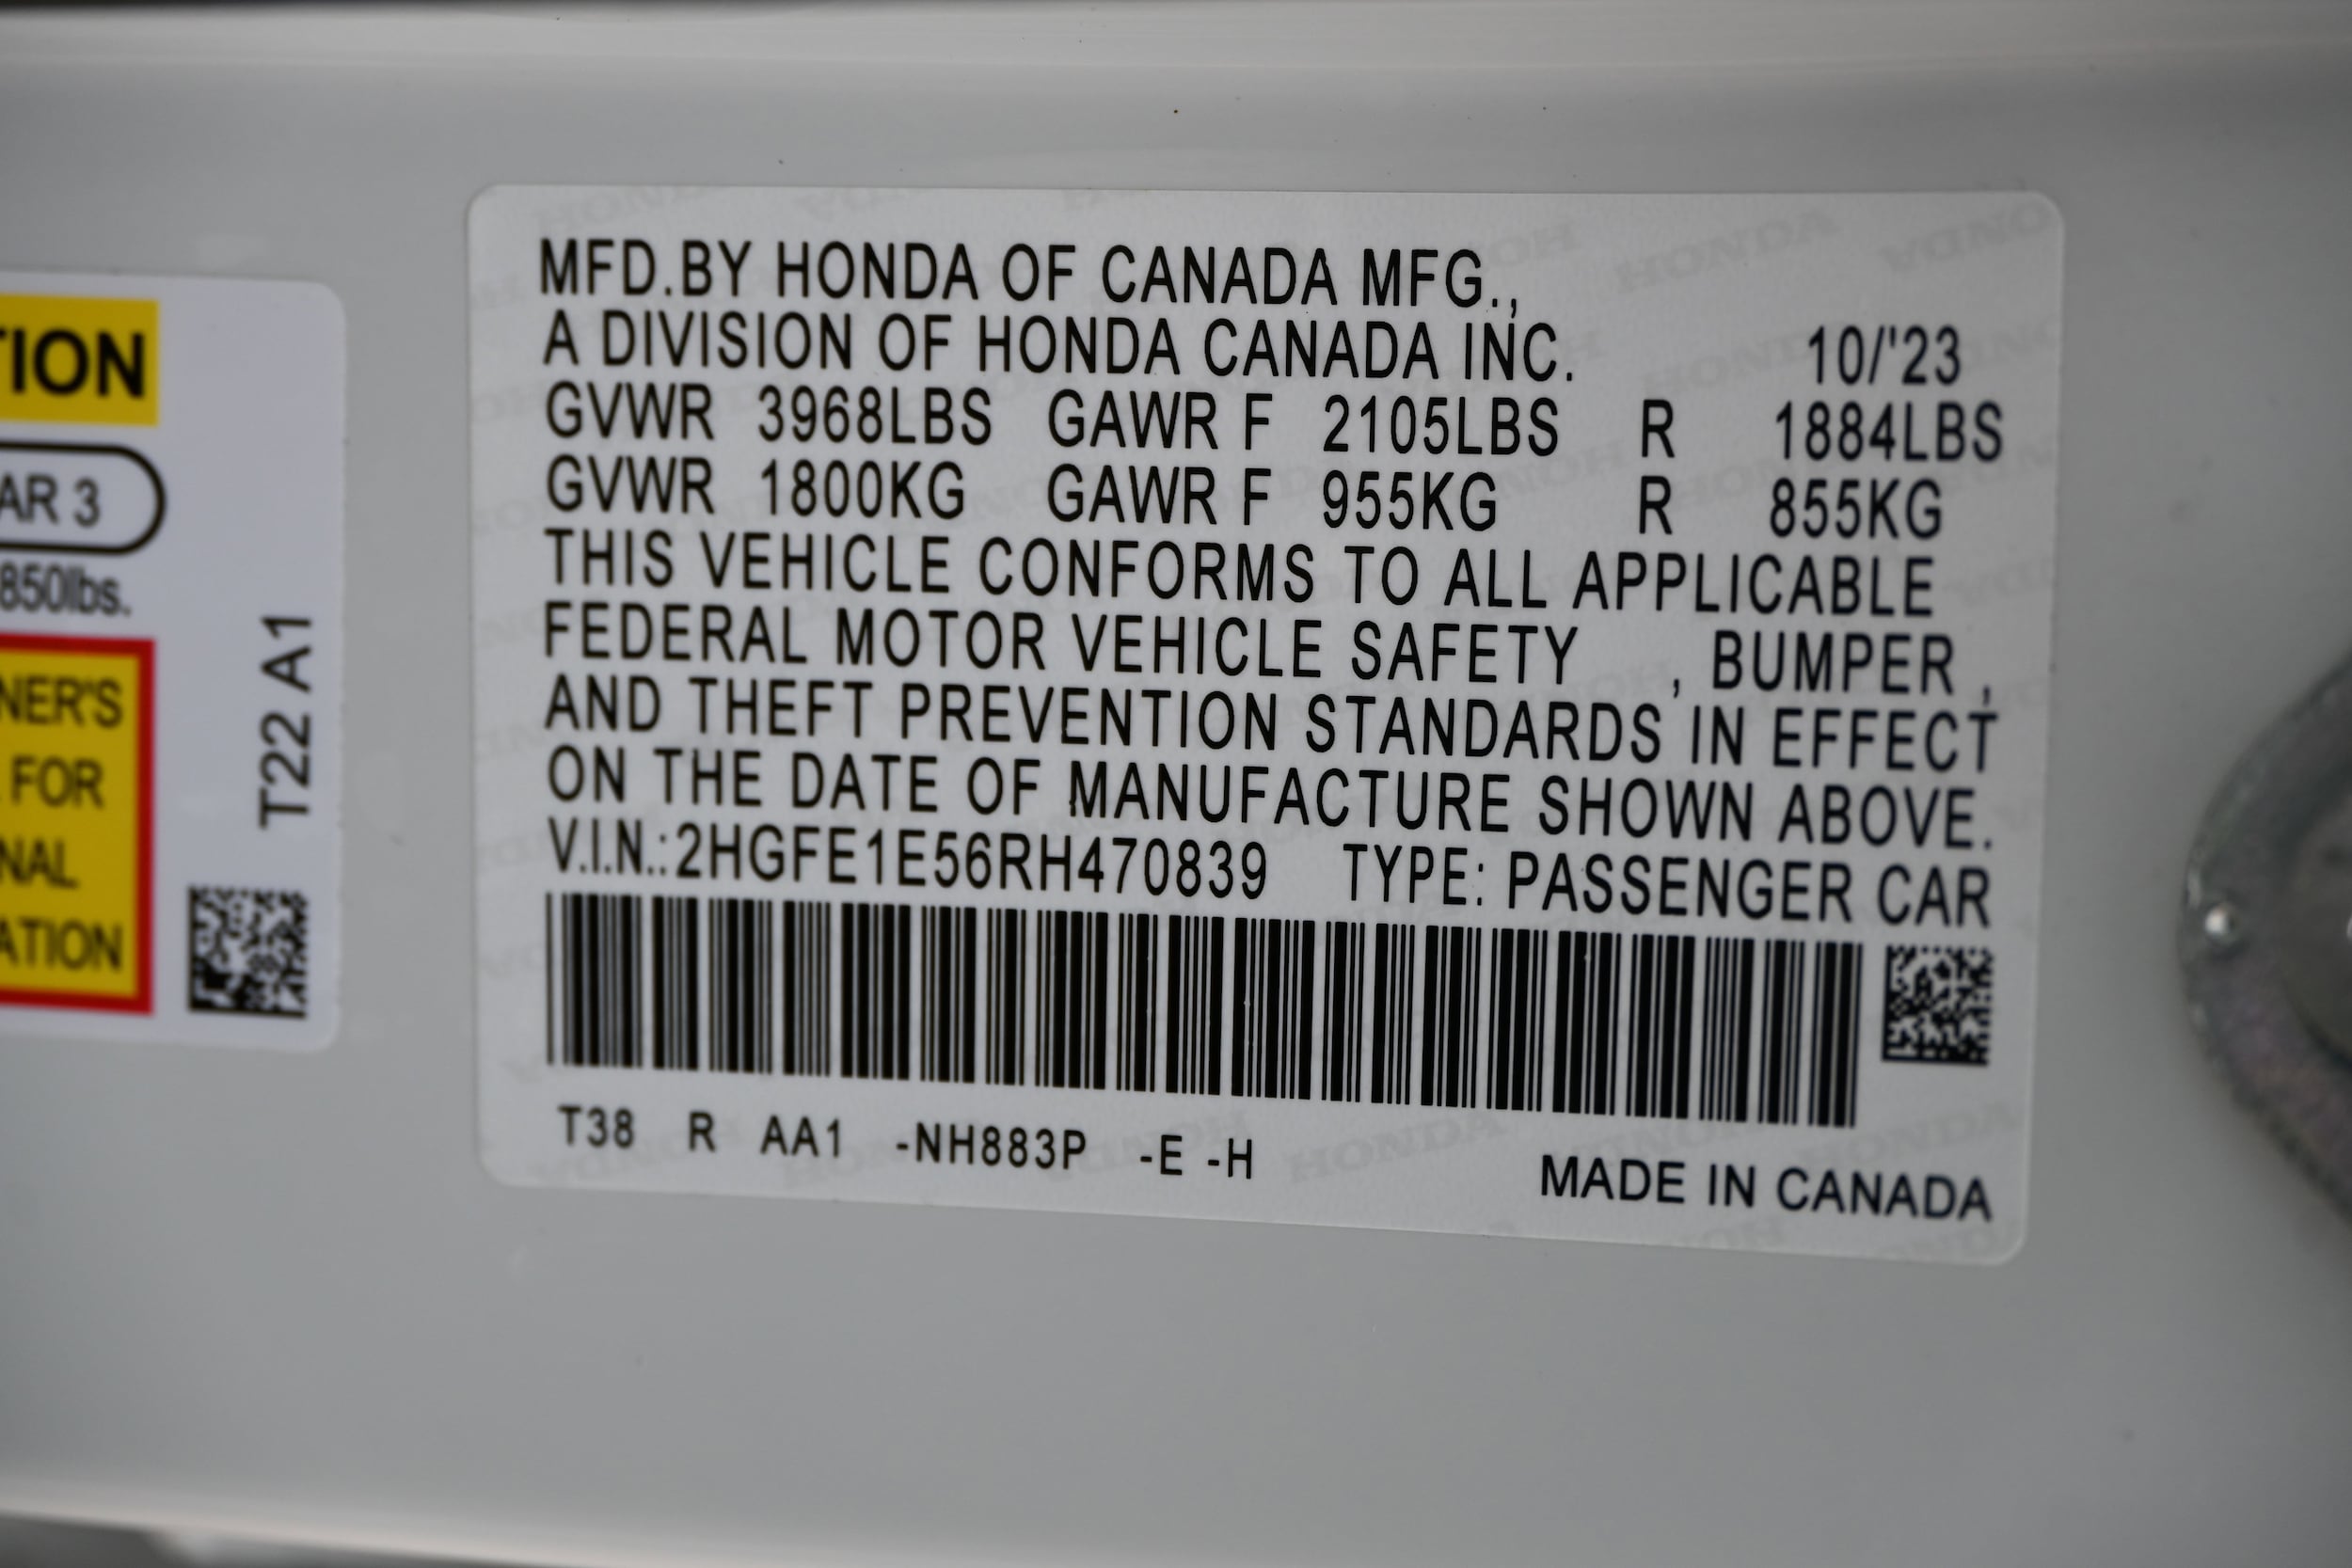 TION
AR 3
850lbs.
NER'S
FOR
NAL
ATION
T22 A1
MFD.BY HONDA OF CANADA MFG.,
A DIVISION OF HONDA CANADA INC. 10/'23
GVWR 3968LBS GAWR F 2105LBS R 1884LBS
GVWR 1800KG GAWR F 955KG R 855KG
THIS VEHICLE CONFORMS TO ALL APPLICABLE
FEDERAL MOTOR VEHICLE SAFETY , BUMPER ,
AND THEFT PREVENTION STANDARDS IN EFFECT
ON THE DATE OF MANUFACTURE SHOWN ABOVE.
V.I.N.:2HGFE1E56RH470839 TYPE: PASSENGER CAR
T38 R AA1 -NH883P -E -H
MADE IN CANADA